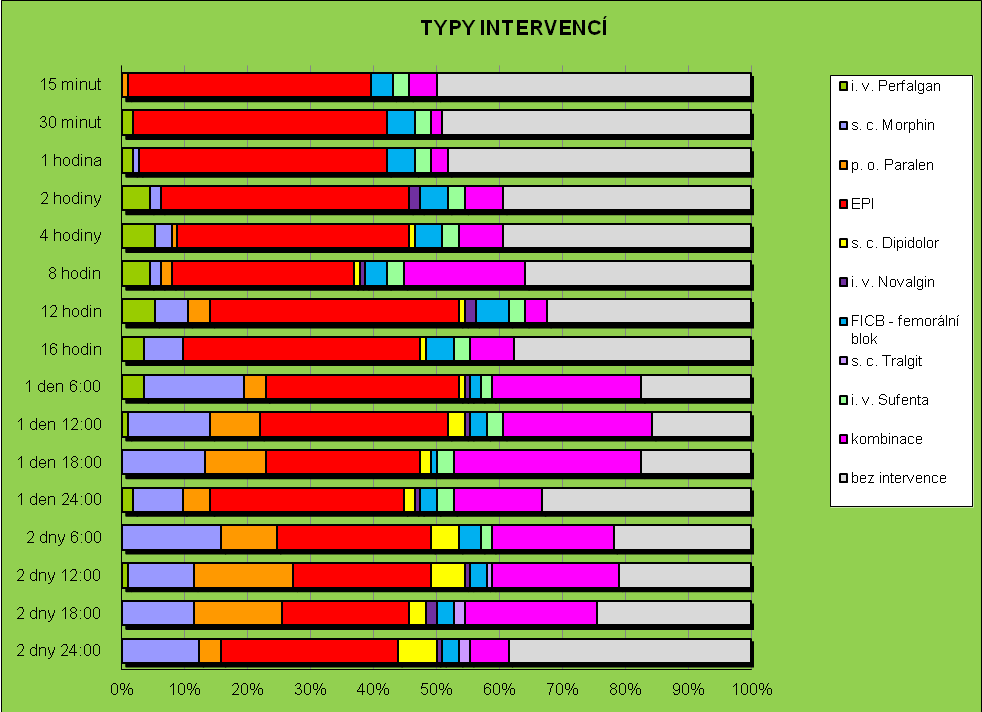 TYPY INTERVENCÍ
15 minut
30 minut
1 hodina
2 hodiny
4 hodiny
8 hodin
12 hodin
16 hodin
1 den 6:00
1 den 12:00
1 den 18:00
1 den 24:00
2 dny 6:00
2 dny 12:00
2 dny 18:00
2 dny 24:00
0% 10% 20% 30% 40% 50% 60% 70% 80% 90% 100%
i. v. Perfalgan
s. c. Morphin
p. o. Paralen
EPI
s. c. Dipidolor
i. v. Novalgin
FICB - femorální
blok
s. c. Tralgit
i. v. Sufenta
kombinace
bez intervence